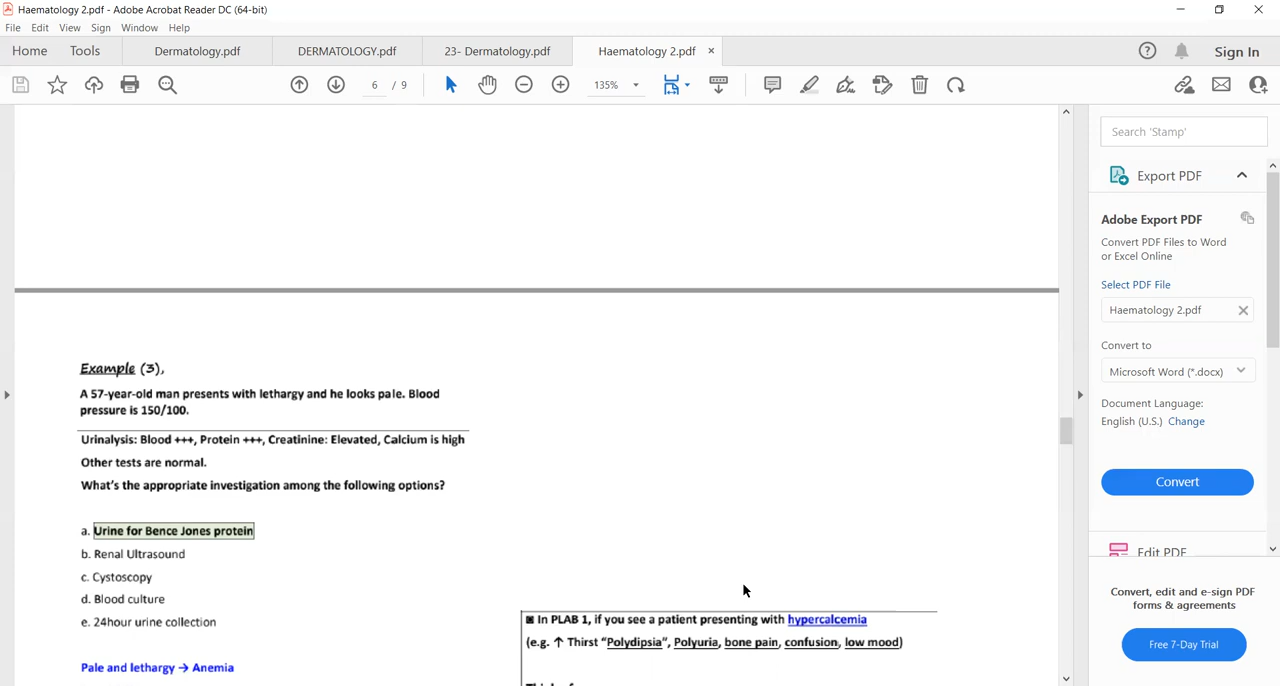 Haematology 2.pdf - Adobe Acrobat Reader DC (64-bit)
File Edit View Sign Window Help
Home Tools Dermatology.pdf DERMATOLOGY.pdf 23- Dermatology.pdf Haematology 2.pdf × Sign In
6 / 9 135%
Search 'Stamp'
Export PDF
Adobe Export PDF
Convert PDF Files to Word
or Excel Online
Select PDF File
Haematology 2.pdf
Convert to
Microsoft Word (*.docx)
Document Language:
English (U.S.) Change
Convert
Edit PDF
Convert, edit and e-sign PDF
forms & agreements
Free 7-Day Trial
Example (3),
A 57-year-old man presents with lethargy and he looks pale. Blood
pressure is 150/100.
Urinalysis: Blood +++, Protein +++, Creatinine: Elevated, Calcium is high
Other tests are normal.
What's the appropriate investigation among the following options?
a. Urine for Bence Jones protein
b. Renal Ultrasound
c. Cystoscopy
d. Blood culture
e. 24hour urine collection
Pale and lethargy → Anemia
◙ In PLAB 1, if you see a patient presenting with hypercalcemia
(e.g. ↑ Thirst “Polydipsia”, Polyuria, bone pain, confusion, low mood)